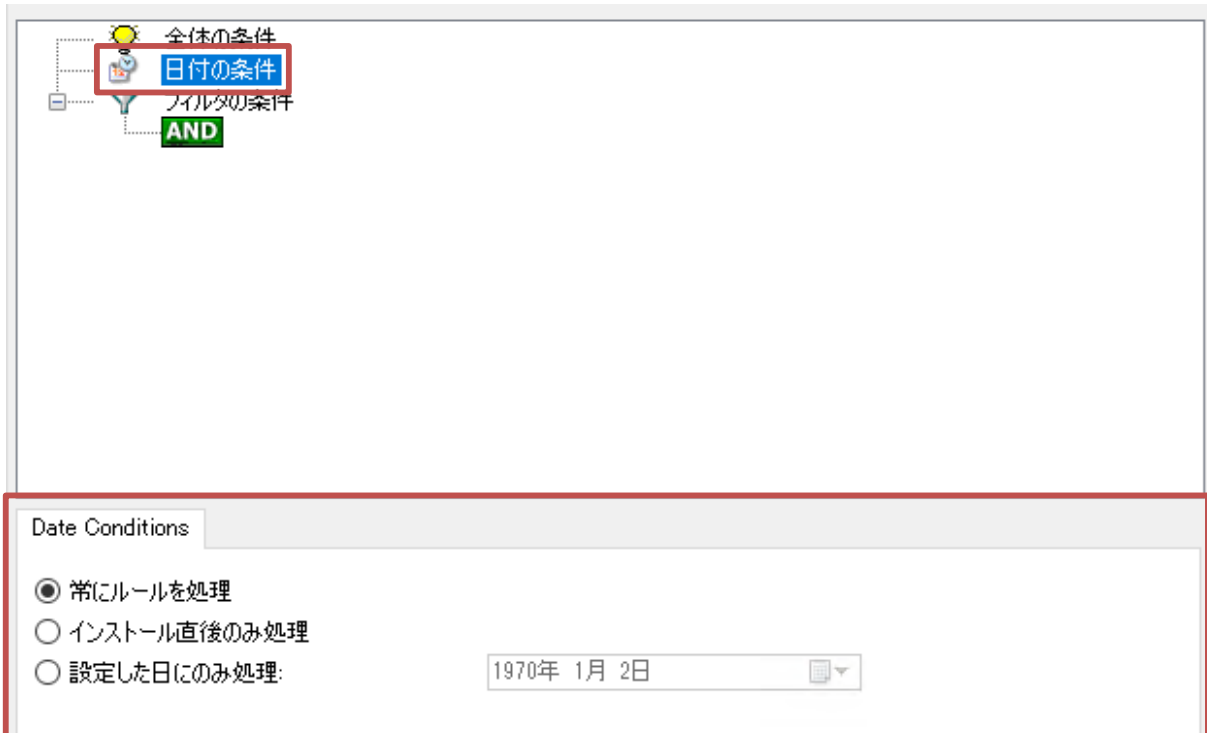 全体の条件
日付の条件
フィルタの条件
AND
Date Conditions
常にルールを処理
インストール直後のみ処理
設定した日にのみ処理:
1970年 1月 2日